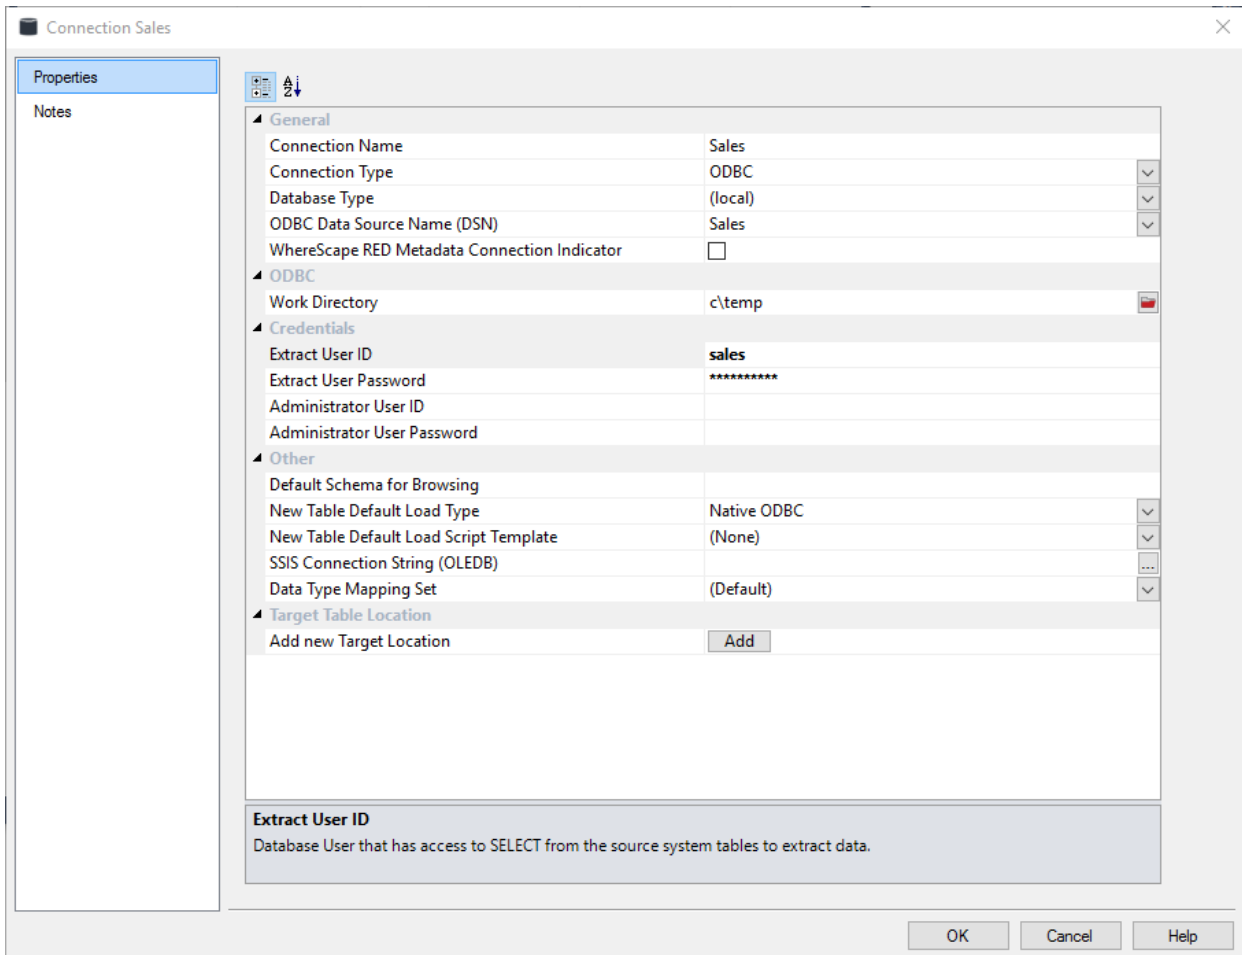 Connection Sales
Properties
Notes
General
Connection Name Sales
Connection Type ODBC
Database Type (local)
ODBC Data Source Name (DSN) Sales
WhereScape RED Metadata Connection Indicator
ODBC
Work Directory c\temp
Credentials
Extract User ID sales
Extract User Password **********
Administrator User ID
Administrator User Password
Other
Default Schema for Browsing
New Table Default Load Type Native ODBC
New Table Default Load Script Template (None)
SSIS Connection String (OLEDB) ...
Data Type Mapping Set (Default)
Target Table Location
Add new Target Location Add
Extract User ID
Database User that has access to SELECT from the source system tables to extract data.
OK Cancel Help